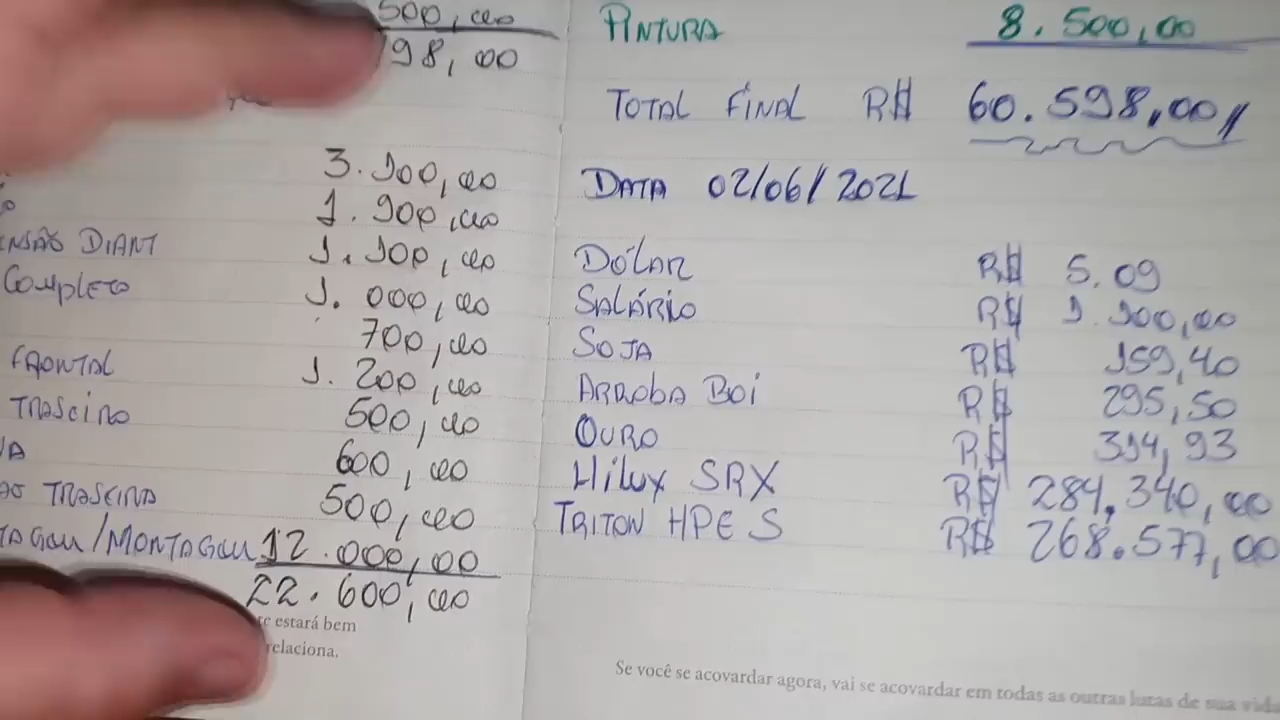 500,00
98,00
3.100,00
1.900,00
DIANT 1.100,00
Completo 1.000,00
700,00
FRONTAL 1.200,00
TRASEIRO 500,00
600,00
TRASEIRA 500,00
/MONTAGEM 12.000,00
22.600,00
estará bem
relaciona.
PINTURA 8.500,00
TOTAL FINAL R$ 60.598,00//
DATA 02/06/2021
DÓLAR R$ 5.09
SALÁRIO R$ 1.100,00
SOJA R$ 159,40
ARROBA BOI R$ 295,50
OURO R$ 314,93
Hilux SRX R$ 284,340,00
TRITON HPE S R$ 268.577,00
Se você se acovardar agora, vai se acovardar em todas as outras lutas de sua vida